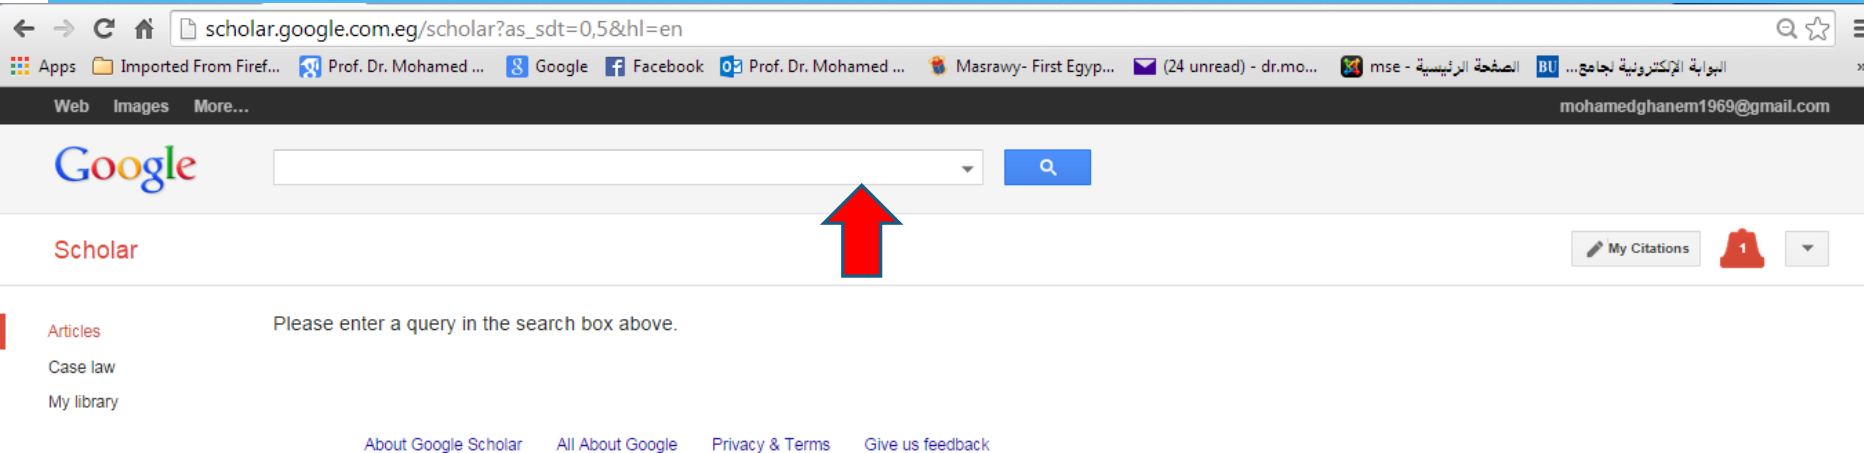 scholar.google.com.eg/scholar?as_sdt=0,5&hl=en
Apps Imported From Firef... Prof. Dr. Mohamed ... Google Facebook Prof. Dr. Mohamed ... Masrawy- First Egyp... (24 unread) - dr.mo... الصفحة الرئيسية - mse BU البوابة الإلكترونية لجامع...
Web Images More... mohamedghanem1969@gmail.com
Google
Scholar My Citations 1
Articles Please enter a query in the search box above.
Case law
My library
About Google Scholar All About Google Privacy & Terms Give us feedback